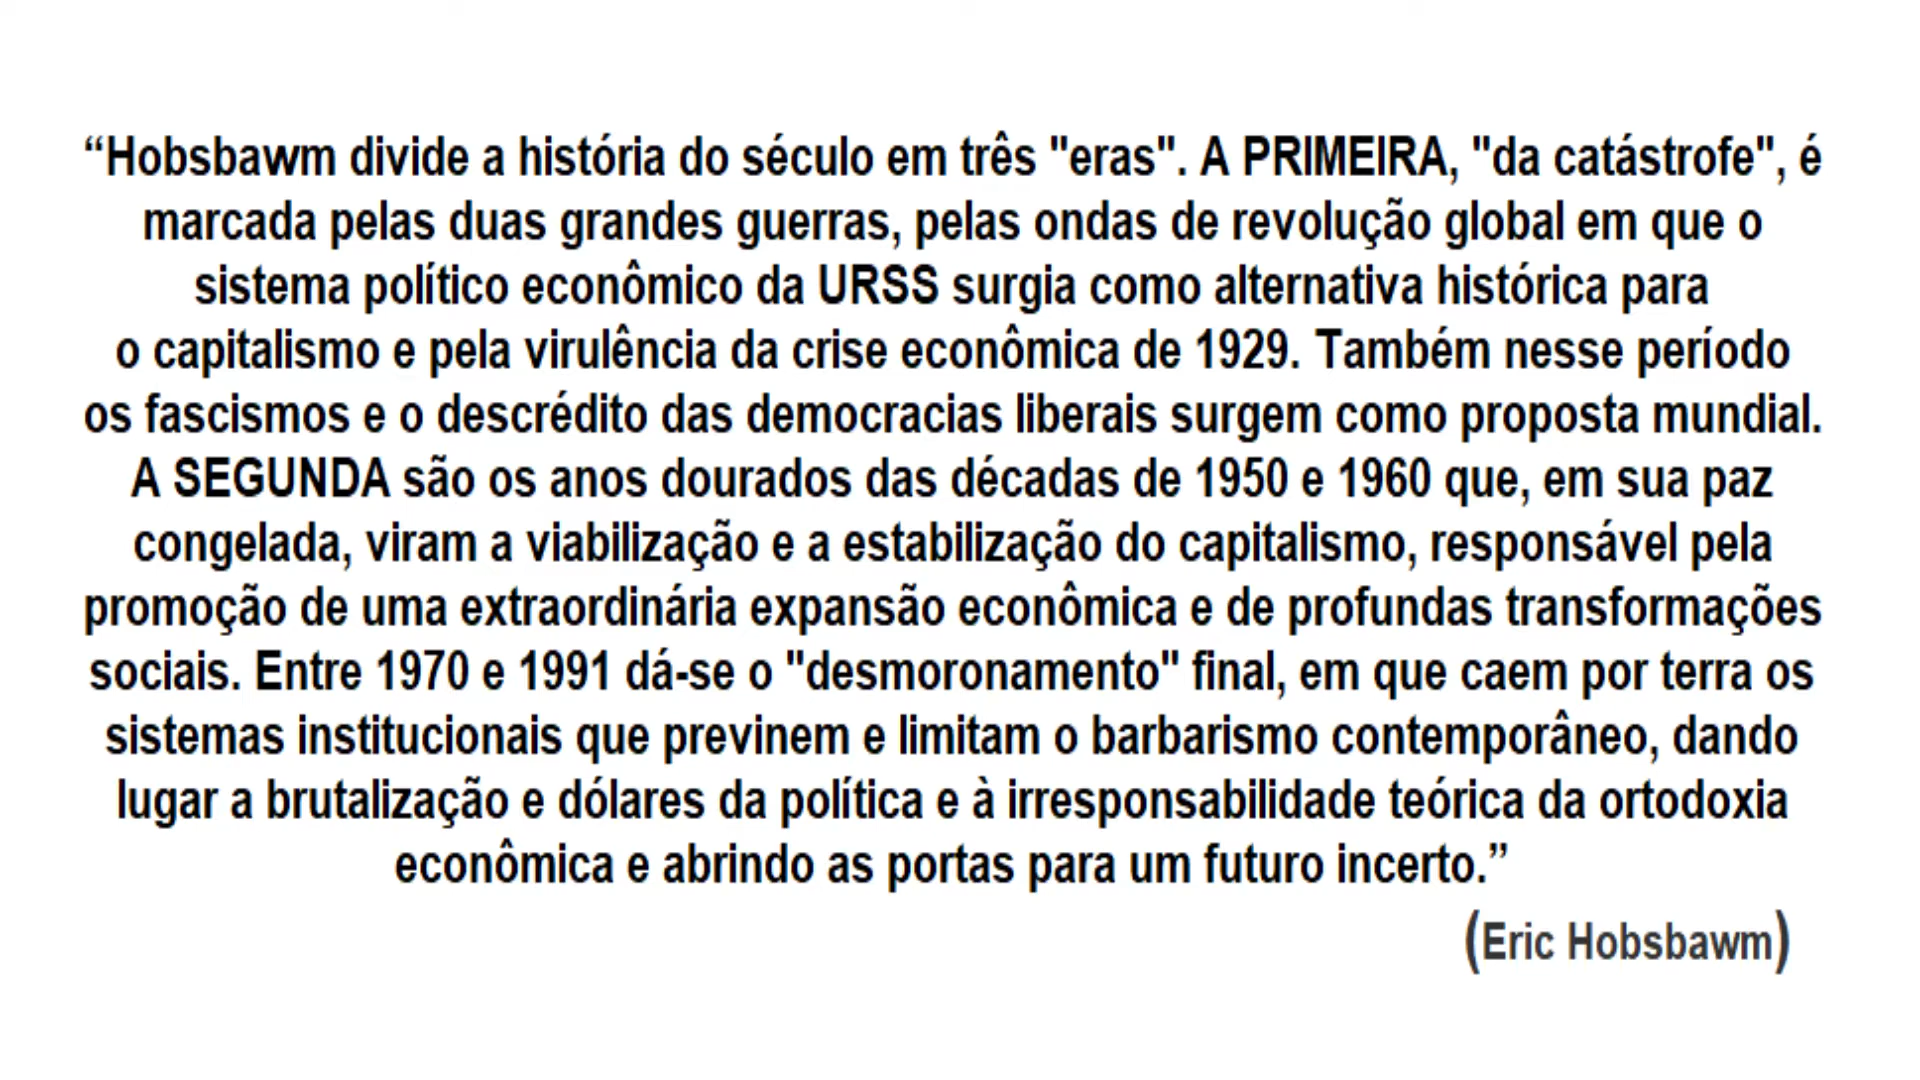 “Hobsbawm divide a história do século em três "eras". A PRIMEIRA, "da catástrofe", é
marcada pelas duas grandes guerras, pelas ondas de revolução global em que o
sistema político econômico da URSS surgia como alternativa histórica para
o capitalismo e pela virulência da crise econômica de 1929. Também nesse período
os fascismos e o descrédito das democracias liberais surgem como proposta mundial.
A SEGUNDA são os anos dourados das décadas de 1950 e 1960 que, em sua paz
congelada, viram a viabilização e a estabilização do capitalismo, responsável pela
promoção de uma extraordinária expansão econômica e de profundas transformações
sociais. Entre 1970 e 1991 dá-se o "desmoronamento" final, em que caem por terra os
sistemas institucionais que previnem e limitam o barbarismo contemporâneo, dando
lugar a brutalização e dólares da política e à irresponsabilidade teórica da ortodoxia
econômica e abrindo as portas para um futuro incerto.”
(Eric Hobsbawm)